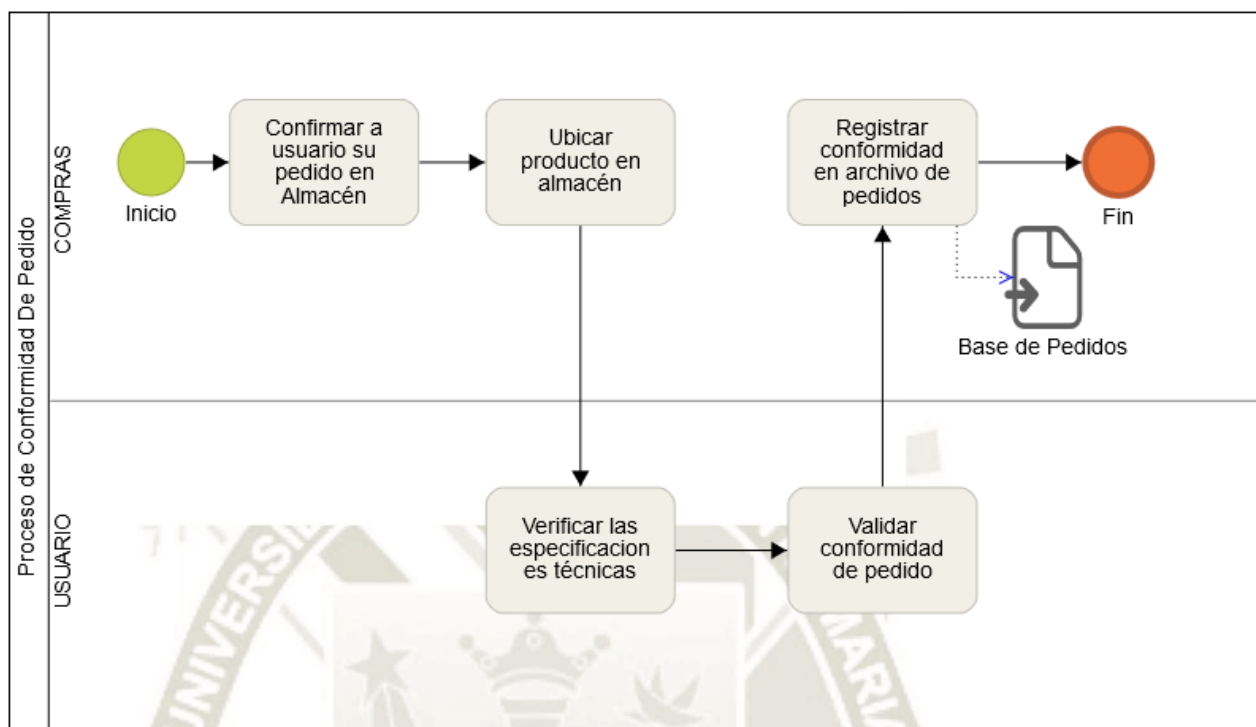 Proceso de Conformidad De Pedido
COMPRAS
Inicio
Confirmar a
usuario su
pedido en
Almacén
Ubicar
producto en
almacén
Registrar
conformidad
en archivo de
pedidos
Fin
Base de Pedidos
USUARIO
Verificar las
especificacion
es técnicas
Validar
conformidad
de pedido